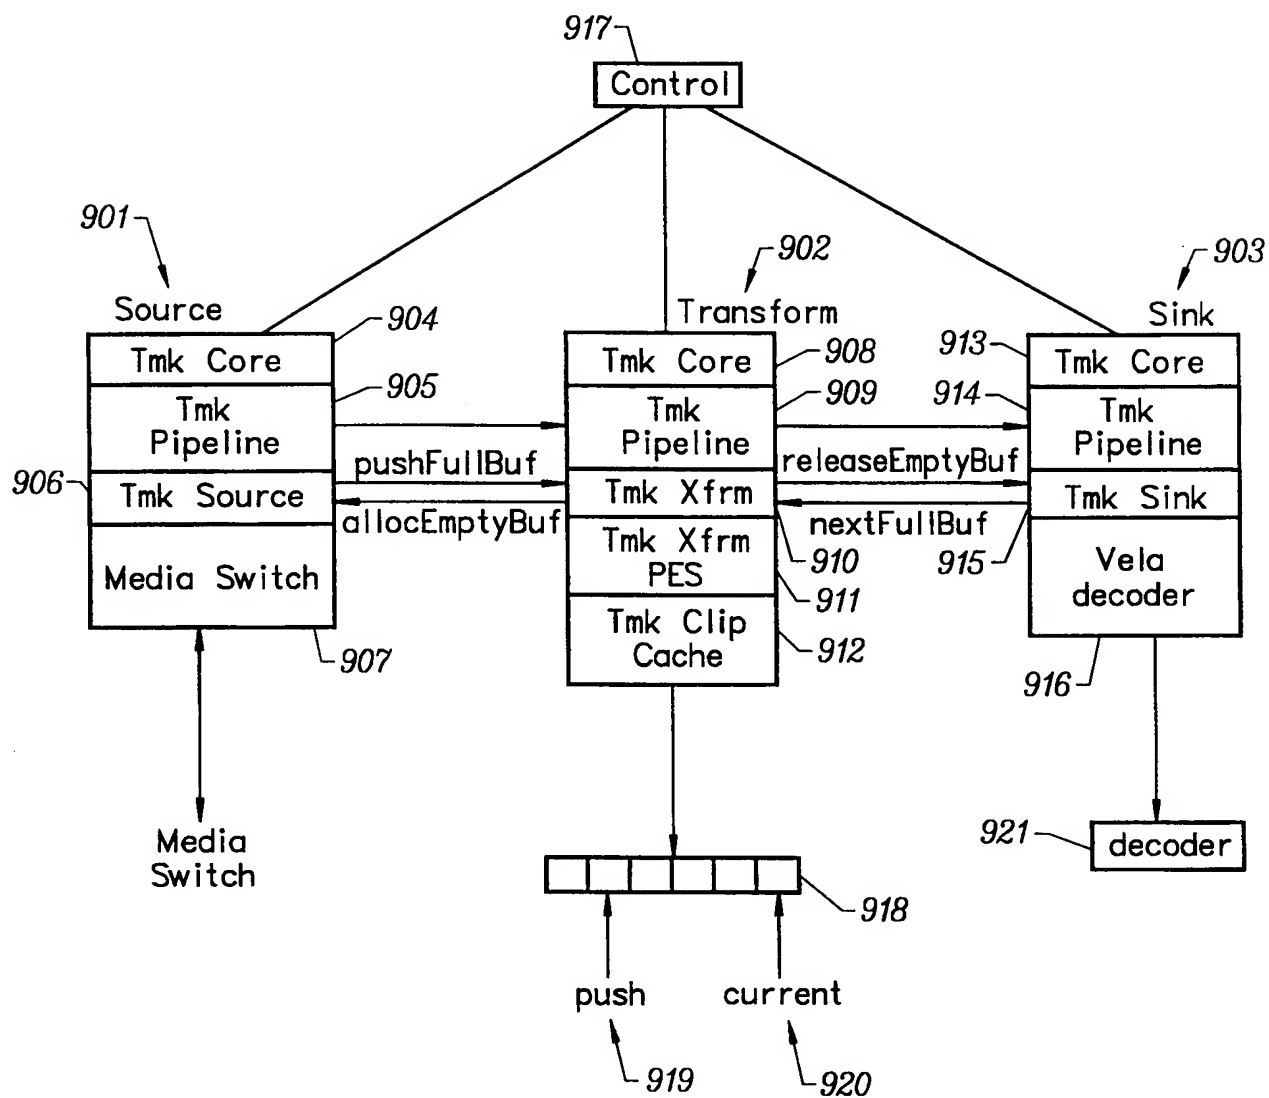 917
Control
901
902
903
Source
904
Transform
Sink
Tmk Core
908
913
Tmk Core
Tmk Core
905
909
914
Tmk
Pipeline
Tmk
Pipeline
Tmk
Pipeline
pushFullBuf
releaseEmptyBuf
906
Tmk Source
Tmk Xfrm
Tmk Sink
allocEmptyBuf
nextFullBuf
910
915
Media Switch
Tmk Xfrm
PES
911
Vela
decoder
907
Tmk Clip
Cache
912
916
Media
Switch
921
decoder
918
push
current
919
920